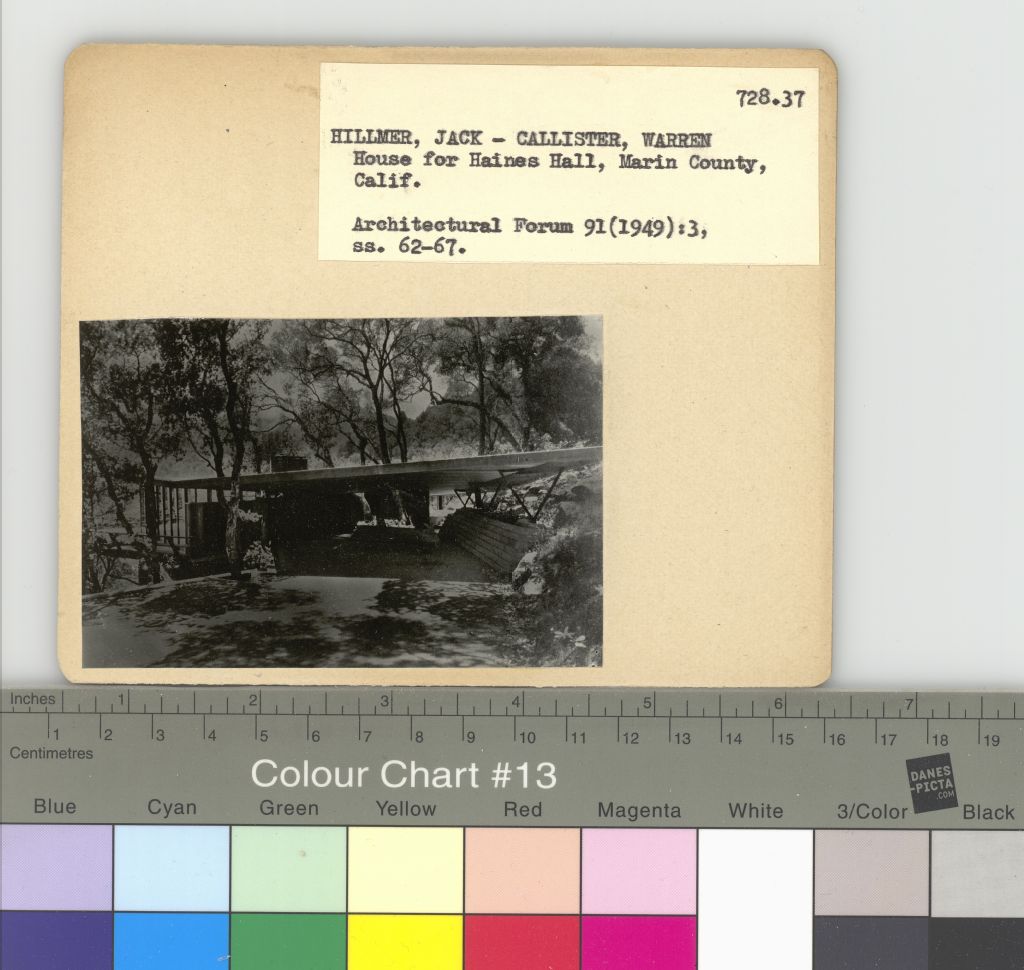 728.37
HILLMER, JACK - CALLISTER, WARREN
House for Haines Hall, Marin County,
Calif.
Architectural Forum 91(1949):3,
ss. 62-67.
Inches 1 2 3 4 5 6 7
1 2 3 4 5 6 7 8 9 10 11 12 13 14 15 16 17 18 19
Centimetres
Colour Chart #13
DANES
-PICTA
.COM
Blue Cyan Green Yellow Red Magenta White 3/Color Black